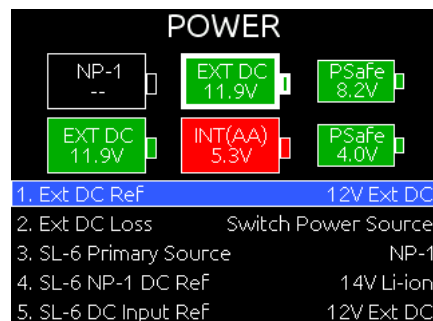 POWER
NP-1 EXT DC PSafe
-- 11.9V 8.2V
EXT DC INT(AA) PSafe
11.9V 5.3V 4.0V
1. Ext DC Ref 12V Ext DC
2. Ext DC Loss Switch Power Source
3. SL-6 Primary Source NP-1
4. SL-6 NP-1 DC Ref 14V Li-ion
5. SL-6 DC Input Ref 12V Ext DC